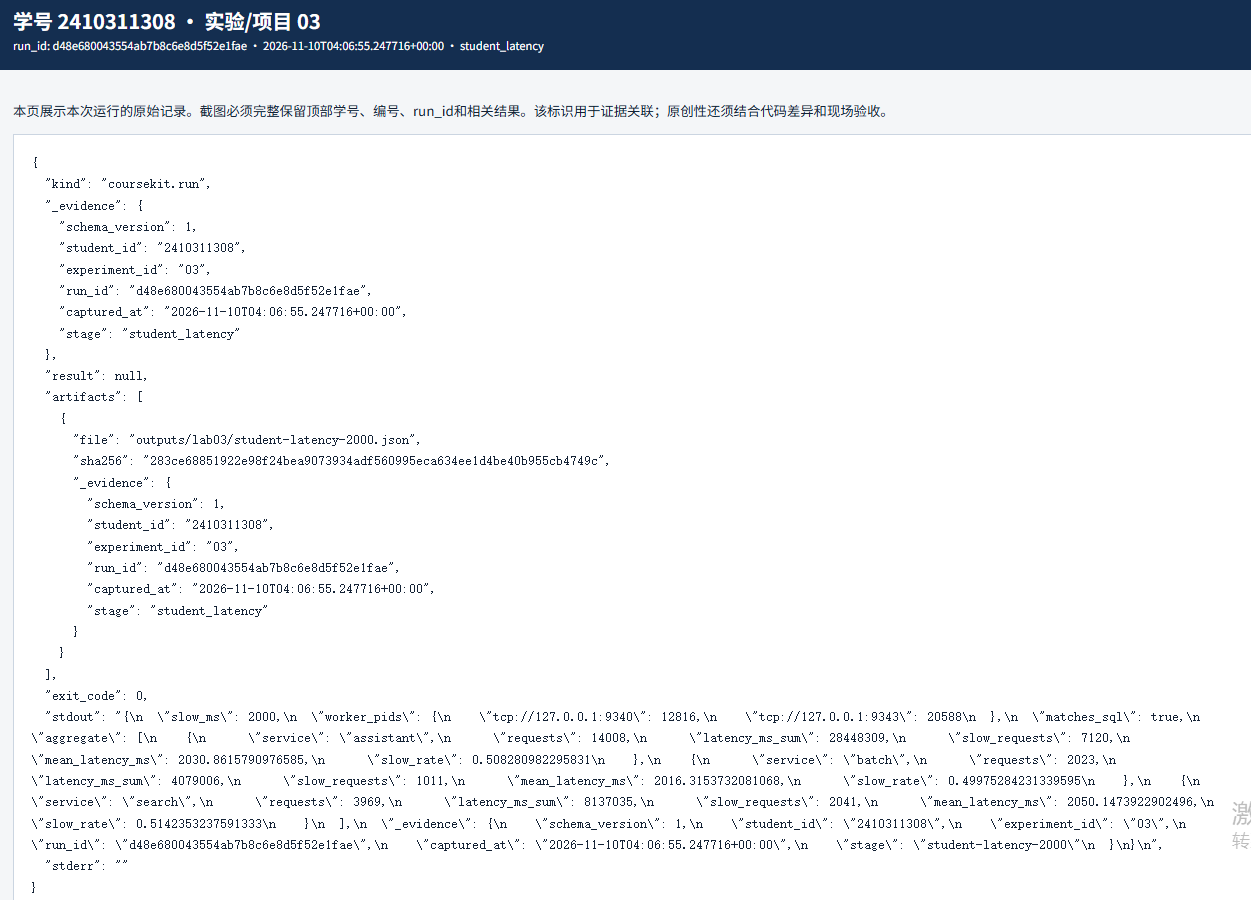 学号 2410311308 · 实验/项目 03
run_id: d48e680043554ab7b8c6e8d5f52e1fae · 2026-11-10T04:06:55.247716+00:00 · student_latency
本页展示本次运行的原始记录。截图必须完整保留顶部学号、编号、run_id和相关结果。该标识用于证据关联；原创性还须结合代码差异和现场验收。
{
"kind": "coursekit.run",
"_evidence": {
"schema_version": 1,
"student_id": "2410311308",
"experiment_id": "03",
"run_id": "d48e680043554ab7b8c6e8d5f52e1fae",
"captured_at": "2026-11-10T04:06:55.247716+00:00",
"stage": "student_latency"
},
"result": null,
"artifacts": [
{
"file": "outputs/lab03/student-latency-2000.json",
"sha256": "283ce68851922e98f24bea9073934adf560995eca634ee1d4be40b955cb4749c",
"_evidence": {
"schema_version": 1,
"student_id": "2410311308",
"experiment_id": "03",
"run_id": "d48e680043554ab7b8c6e8d5f52e1fae",
"captured_at": "2026-11-10T04:06:55.247716+00:00",
"stage": "student_latency"
}
}
],
"exit_code": 0,
"stdout": "{\n  \"slow_ms\": 2000,\n  \"worker_pids\": {\n    \"tcp://127.0.0.1:9340\": 12816,\n    \"tcp://127.0.0.1:9343\": 20588\n  },\n  \"matches_sql\": true,\n
\"aggregate\": [\n    {\n      \"service\": \"assistant\",\n      \"requests\": 14008,\n      \"latency_ms_sum\": 28448309,\n      \"slow_requests\": 7120,\n
\"mean_latency_ms\": 2030.8615790976585,\n      \"slow_rate\": 0.508280982295831\n    },\n    {\n      \"service\": \"batch\",\n      \"requests\": 2023,\n
\"latency_ms_sum\": 4079006,\n      \"slow_requests\": 1011,\n      \"mean_latency_ms\": 2016.3153732081068,\n      \"slow_rate\": 0.49975284231339595\n    },\n    {\n
\"service\": \"search\",\n      \"requests\": 3969,\n      \"latency_ms_sum\": 8137035,\n      \"slow_requests\": 2041,\n      \"mean_latency_ms\": 2050.1473922902496,\n
\"slow_rate\": 0.5142353237591333\n    }\n  ],\n  \"_evidence\": {\n    \"schema_version\": 1,\n    \"student_id\": \"2410311308\",\n    \"experiment_id\": \"03\",\n
\"run_id\": \"d48e680043554ab7b8c6e8d5f52e1fae\",\n    \"captured_at\": \"2026-11-10T04:06:55.247716+00:00\",\n    \"stage\": \"student-latency-2000\"\n  }\n}\n",
"stderr": ""
}
转